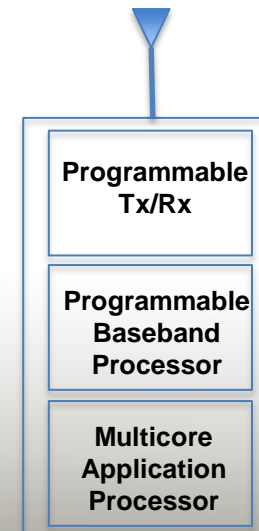 Programmable
Tx/Rx
Programmable
Baseband
Processor
Multicore
Application
Processor